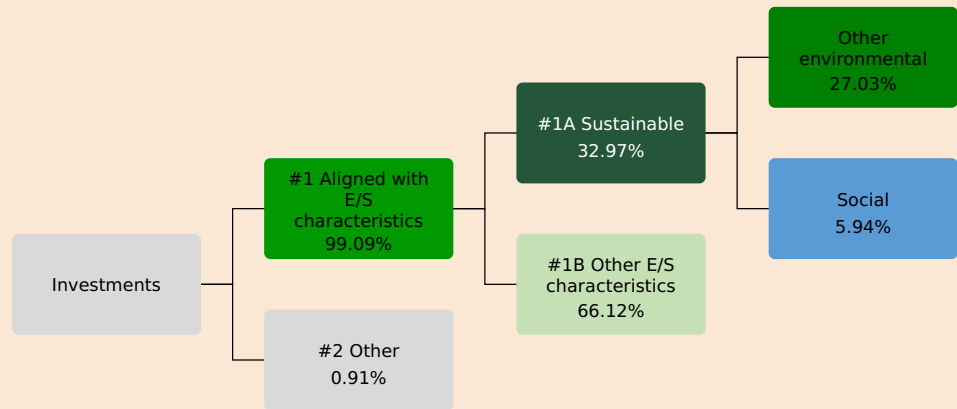 Investments
#1 Aligned with
E/S
characteristics
99.09%
#2 Other
0.91%
#1A Sustainable
32.97%
#1B Other E/S
characteristics
66.12%
Other
environmental
27.03%
Social
5.94%